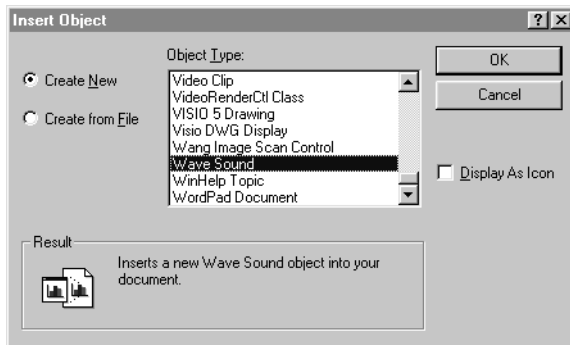 Insert Object
Object Type:
Create New
Create from File
Video Clip
VideoRenderCtl Class
VISIO 5 Drawing
Visio DWG Display
Wang Image Scan Control
Wave Sound
WinHelp Topic
WordPad Document
OK
Cancel
Display As Icon
Result
Inserts a new Wave Sound object into your
document.